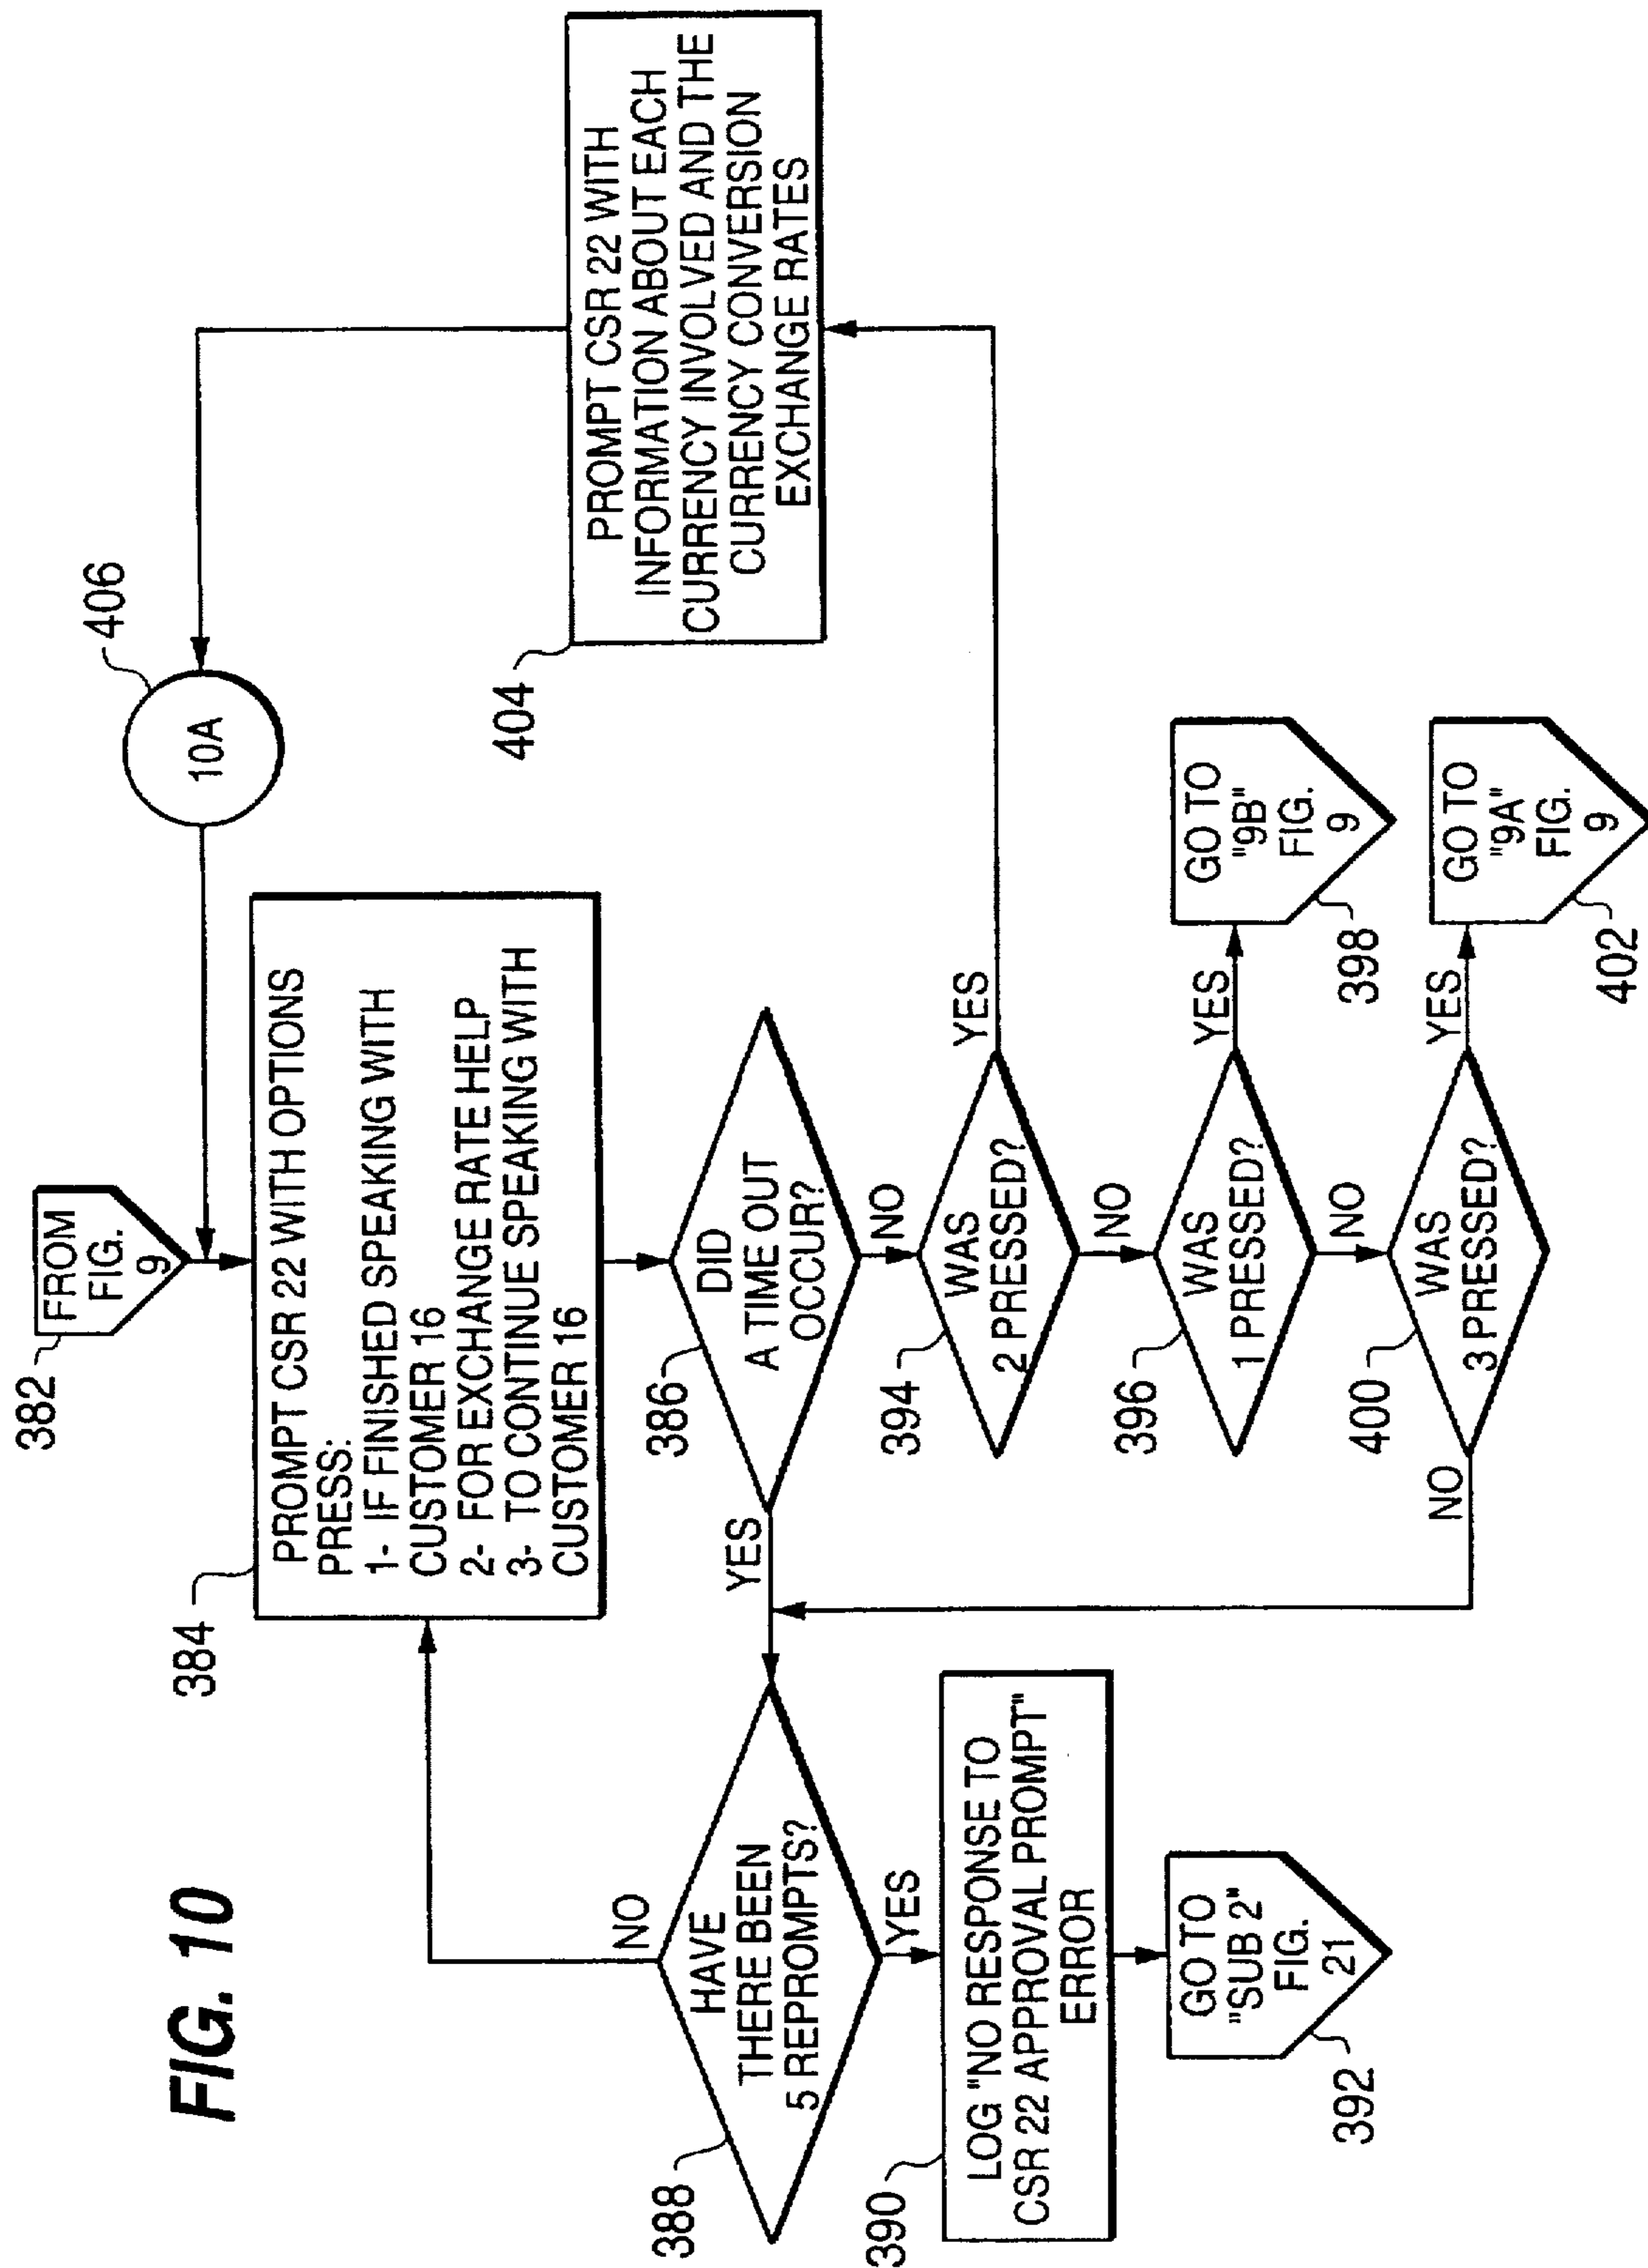 FIG. 10
382
FROM
FIG.
9
406
10A
384
PROMPT CSR 22 WITH OPTIONS
PRESS:
1- IF FINISHED SPEAKING WITH
CUSTOMER 16
2- FOR EXCHANGE RATE HELP
3- TO CONTINUE SPEAKING WITH
CUSTOMER 16
404
PROMPT CSR 22 WITH
INFORMATION ABOUT EACH
CURRENCY INVOLVED AND THE
CURRENCY CONVERSION
EXCHANGE RATES
386
DID
A TIME OUT
OCCUR?
YES
NO
388
HAVE
THERE BEEN
5 REPROMPTS?
NO
YES
390
LOG "NO RESPONSE TO
CSR 22 APPROVAL PROMPT"
ERROR
392
GO TO
"SUB 2"
FIG.
21
394
WAS
2 PRESSED?
YES
NO
396
WAS
1 PRESSED?
YES
NO
398
GO TO
"9B"
FIG.
9
400
WAS
3 PRESSED?
YES
NO
402
GO TO
"9A"
FIG.
9